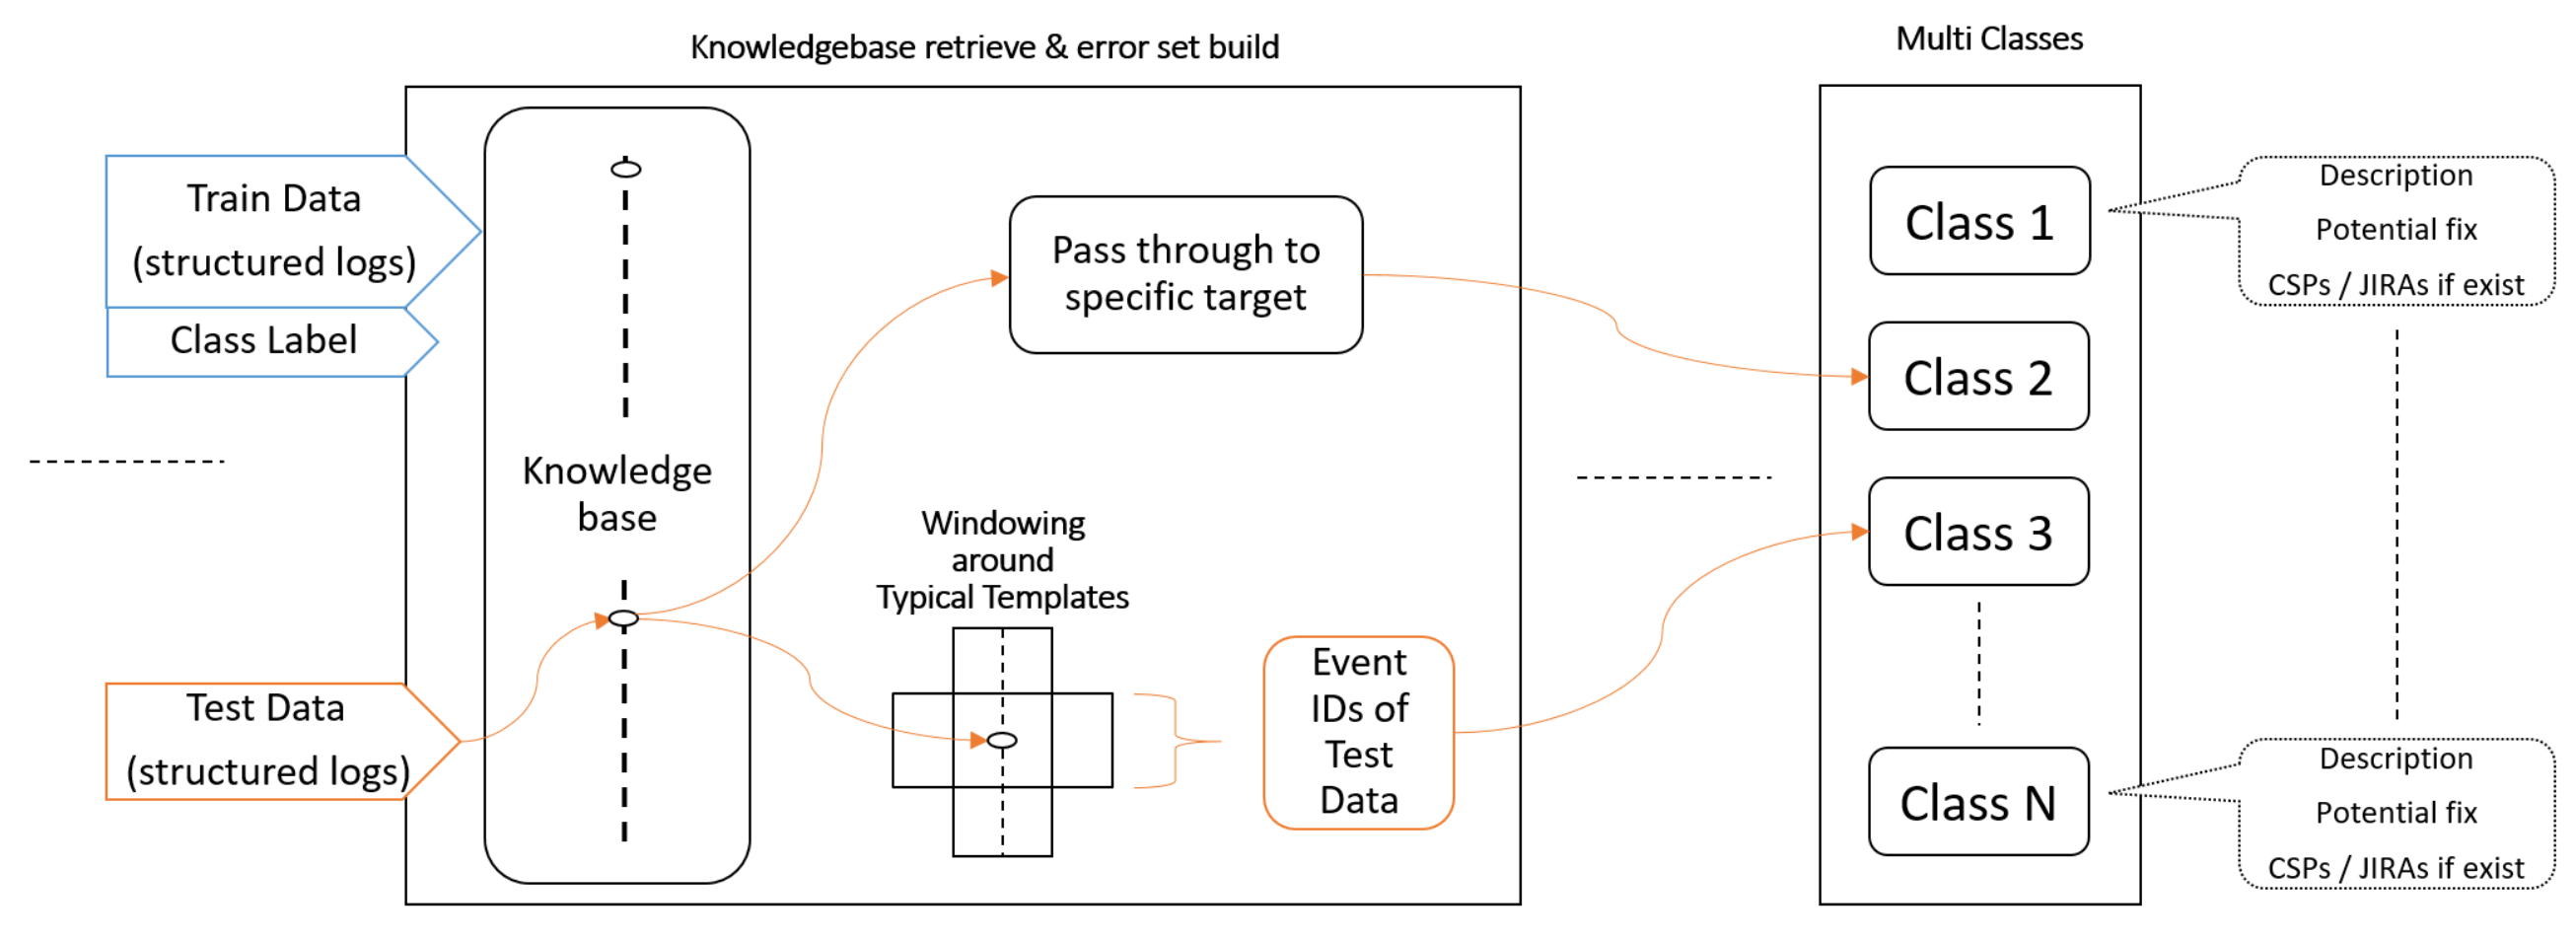 Knowledgebase retrieve & error set build
Multi Classes
Train Data
(structured logs)
Class Label
Knowledge
base
Pass through to
specific target
Windowing
around
Typical Templates
Test Data
(structured logs)
Event
IDs of
Test
Data
Class 1
Class 2
Class 3
Class N
Description
Potential fix
CSPs / JIRAs if exist
Description
Potential fix
CSPs / JIRAs if exist